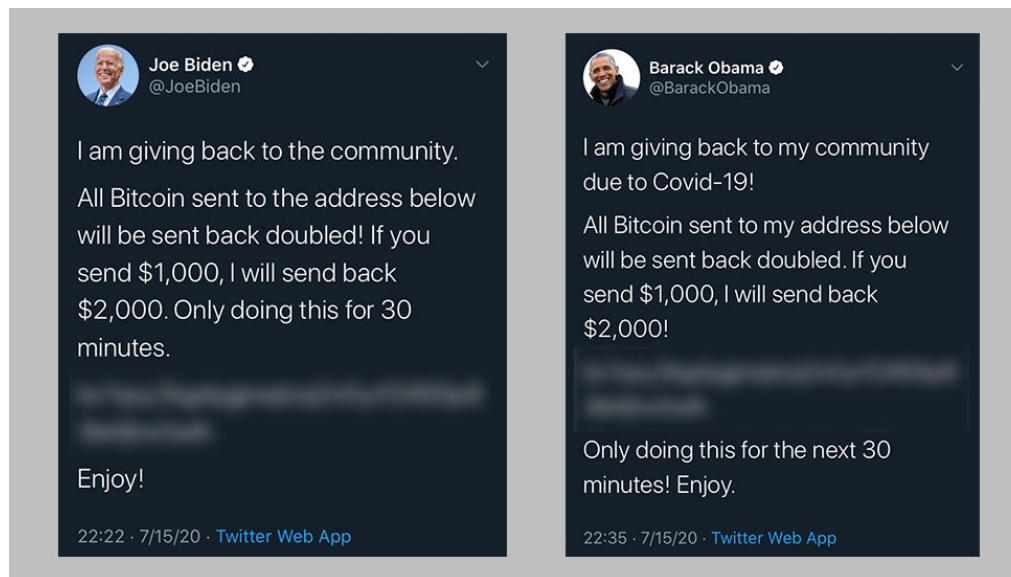 Joe Biden
@JoeBiden
I am giving back to the community.
All Bitcoin sent to the address below
will be sent back doubled! If you
send $1,000, I will send back
$2,000. Only doing this for 30
minutes.
Enjoy!
22:22 · 7/15/20 · Twitter Web App
Barack Obama
@BarackObama
I am giving back to my community
due to Covid-19!
All Bitcoin sent to my address below
will be sent back doubled. If you
send $1,000, I will send back
$2,000!
Only doing this for the next 30
minutes! Enjoy.
22:35 · 7/15/20 · Twitter Web App